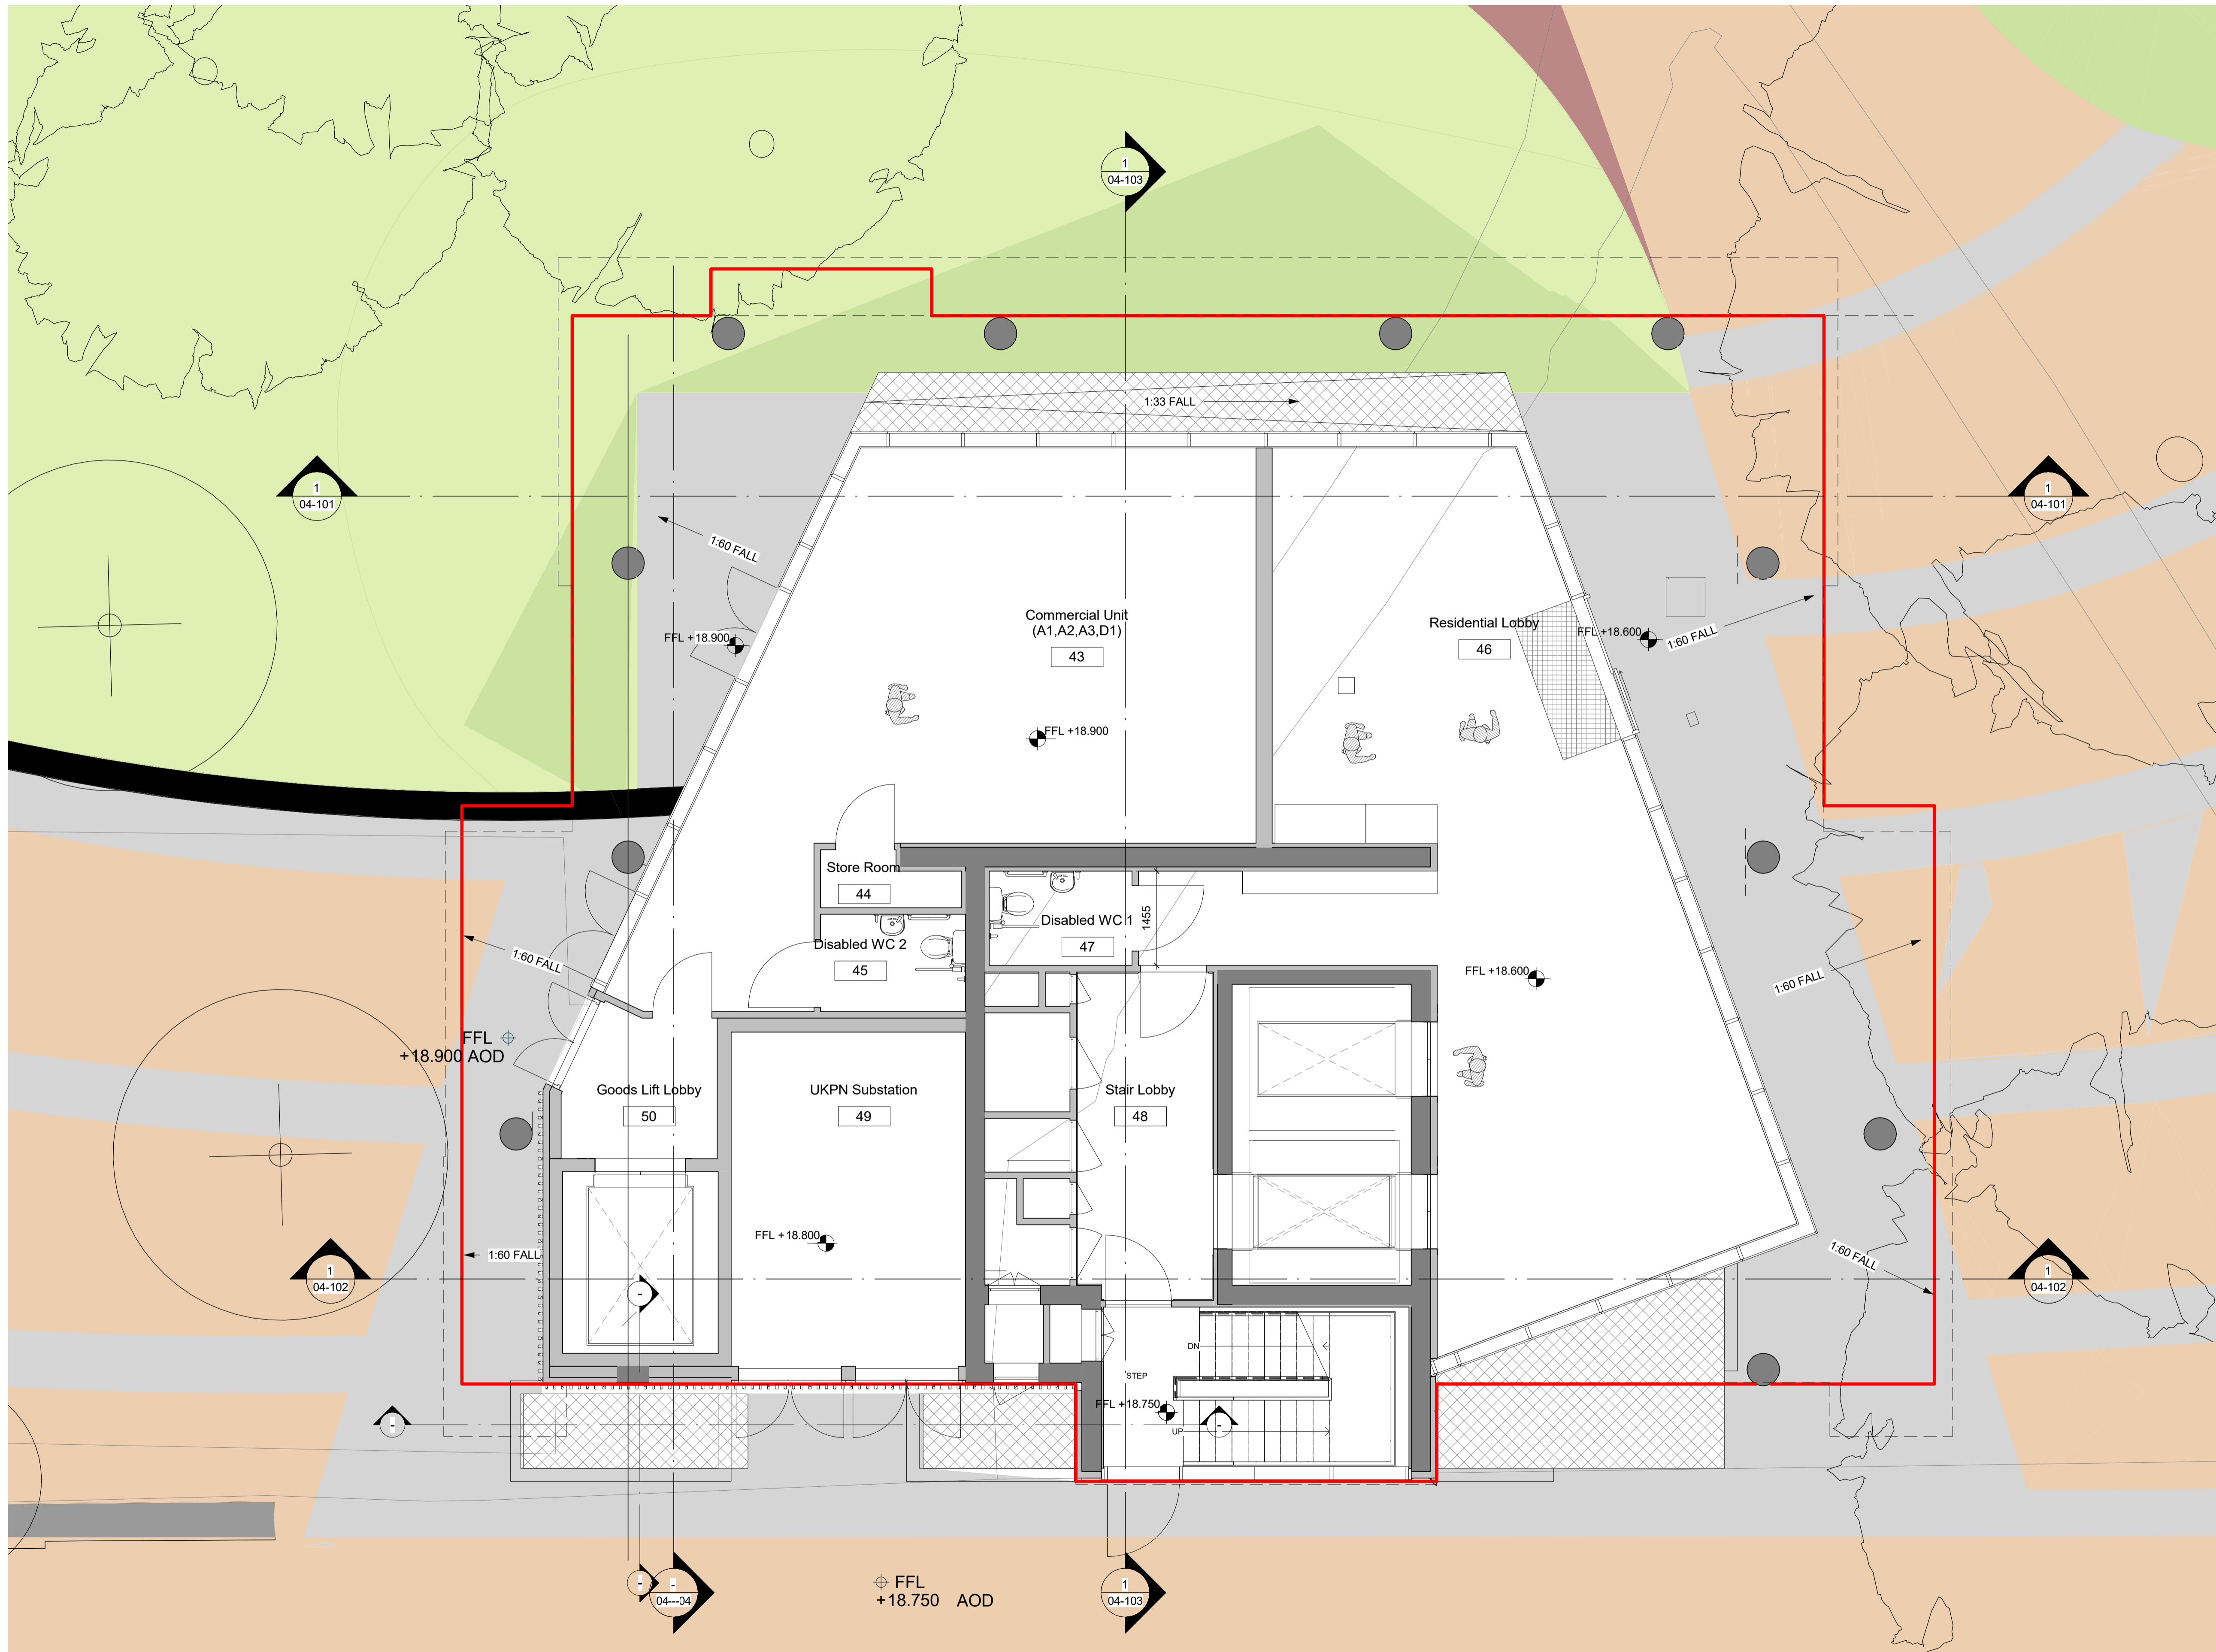 1
04-103
1:33 FALL
1
04-101
1
04-101
1:60 FALL
FFL +18.900
Commercial Unit
(A1,A2,A3,D1)
43
Residential Lobby
46
FFL +18.600
1:60 FALL
FFL +18.900
Store Room
44
Disabled WC 2
45
Disabled WC 1
47
1455
1:60 FALL
FFL +18.600
1:60 FALL
FFL
+18.900 AOD
Goods Lift Lobby
50
UKPN Substation
49
Stair Lobby
48
FFL +18.800
1:60 FALL
1:60 FALL
1
04-102
1
04-102
-
DN
STEP
FFL +18.750
UP
-
-
-
-
04---04
FFL
+18.750 AOD
1
04-103